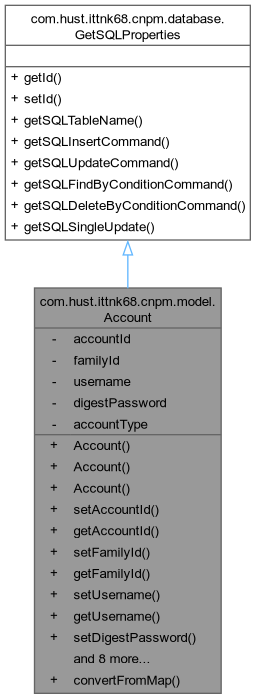 com.hust.ittnk68.cnpm.database.
GetSQLProperties
+ getId()
+ setId()
+ getSQLTableName()
+ getSQLInsertCommand()
+ getSQLUpdateCommand()
+ getSQLFindByConditionCommand()
+ getSQLDeleteByConditionCommand()
+ getSQLSingleUpdate()
com.hust.ittnk68.cnpm.model.
Account
- accountId
- familyId
- username
- digestPassword
- accountType
+ Account()
+ Account()
+ Account()
+ setAccountId()
+ getAccountId()
+ setFamilyId()
+ getFamilyId()
+ setUsername()
+ getUsername()
+ setDigestPassword()
and 8 more...
+ convertFromMap()